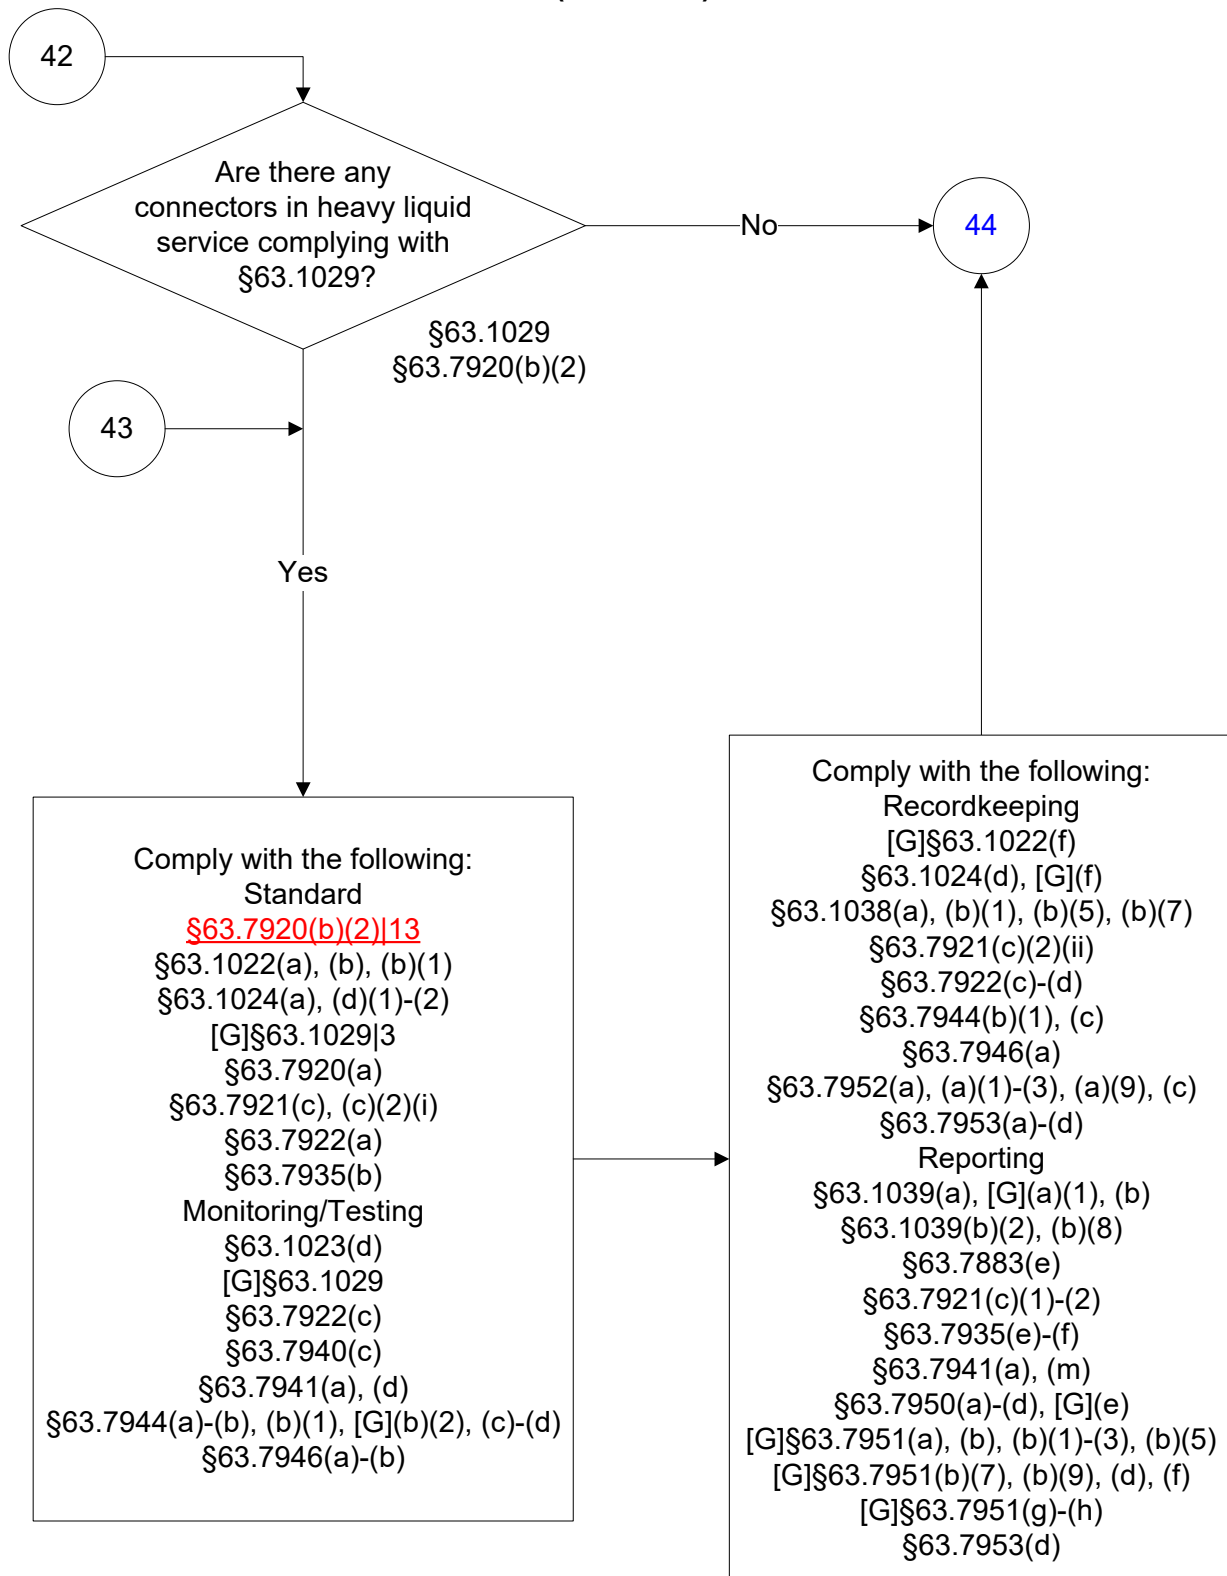 42
Are there any
connectors in heavy liquid
service complying with
§63.1029?
No
44
§63.1029
§63.7920(b)(2)
43
Yes
Comply with the following:
Standard
§63.7920(b)(2)|13
§63.1022(a), (b), (b)(1)
§63.1024(a), (d)(1)-(2)
[G]§63.1029|3
§63.7920(a)
§63.7921(c), (c)(2)(i)
§63.7922(a)
§63.7935(b)
Monitoring/Testing
§63.1023(d)
[G]§63.1029
§63.7922(c)
§63.7940(c)
§63.7941(a), (d)
§63.7944(a)-(b), (b)(1), [G](b)(2), (c)-(d)
§63.7946(a)-(b)
Comply with the following:
Recordkeeping
[G]§63.1022(f)
§63.1024(d), [G](f)
§63.1038(a), (b)(1), (b)(5), (b)(7)
§63.7921(c)(2)(ii)
§63.7922(c)-(d)
§63.7944(b)(1), (c)
§63.7946(a)
§63.7952(a), (a)(1)-(3), (a)(9), (c)
§63.7953(a)-(d)
Reporting
§63.1039(a), [G](a)(1), (b)
§63.1039(b)(2), (b)(8)
§63.7883(e)
§63.7921(c)(1)-(2)
§63.7935(e)-(f)
§63.7941(a), (m)
§63.7950(a)-(d), [G](e)
[G]§63.7951(a), (b), (b)(1)-(3), (b)(5)
[G]§63.7951(b)(7), (b)(9), (d), (f)
[G]§63.7951(g)-(h)
§63.7953(d)